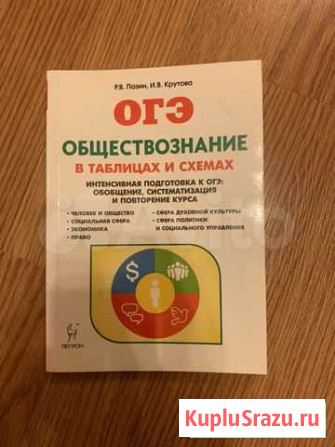 Р.В. Пазин, И.В. Крутова
ОГЭ
ОБЩЕСТВОЗНАНИЕ
В ТАБЛИЦАХ И СХЕМАХ
ИНТЕНСИВНАЯ ПОДГОТОВКА К ОГЭ:
ОБОБЩЕНИЕ, СИСТЕМАТИЗАЦИЯ
И ПОВТОРЕНИЕ КУРСА
• ЧЕЛОВЕК И ОБЩЕСТВО
• СОЦИАЛЬНАЯ СФЕРА
• ЭКОНОМИКА
• ПРАВО
• СФЕРА ДУХОВНОЙ КУЛЬТУРЫ
• СФЕРА ПОЛИТИКИ
И СОЦИАЛЬНОГО УПРАВЛЕНИЯ
$
ЛЕГИОН
KupluSrazu.ru